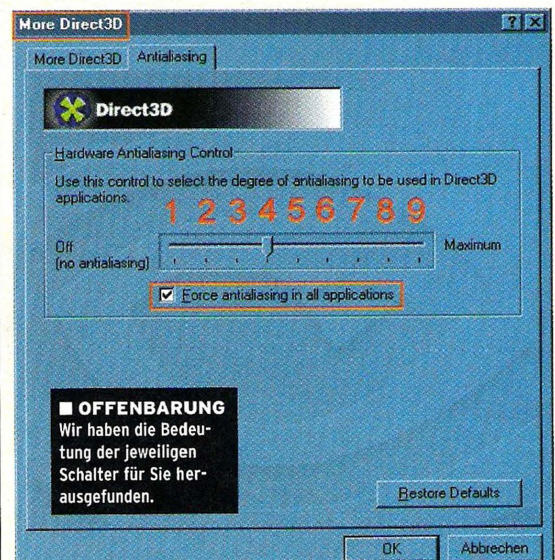 More Direct3D
? X
More Direct3D Antialiasing
Direct3D
Hardware Antialiasing Control
Use this control to select the degree of antialiasing to be used in Direct3D
applications.
1 2 3 4 5 6 7 8 9
Off Maximum
(no antialiasing)
Force antialiasing in all applications
■ OFFENBARUNG
Wir haben die Bedeu-
tung der jeweiligen
Schalter für Sie her-
ausgefunden.
Restore Defaults
OK Abbrechen